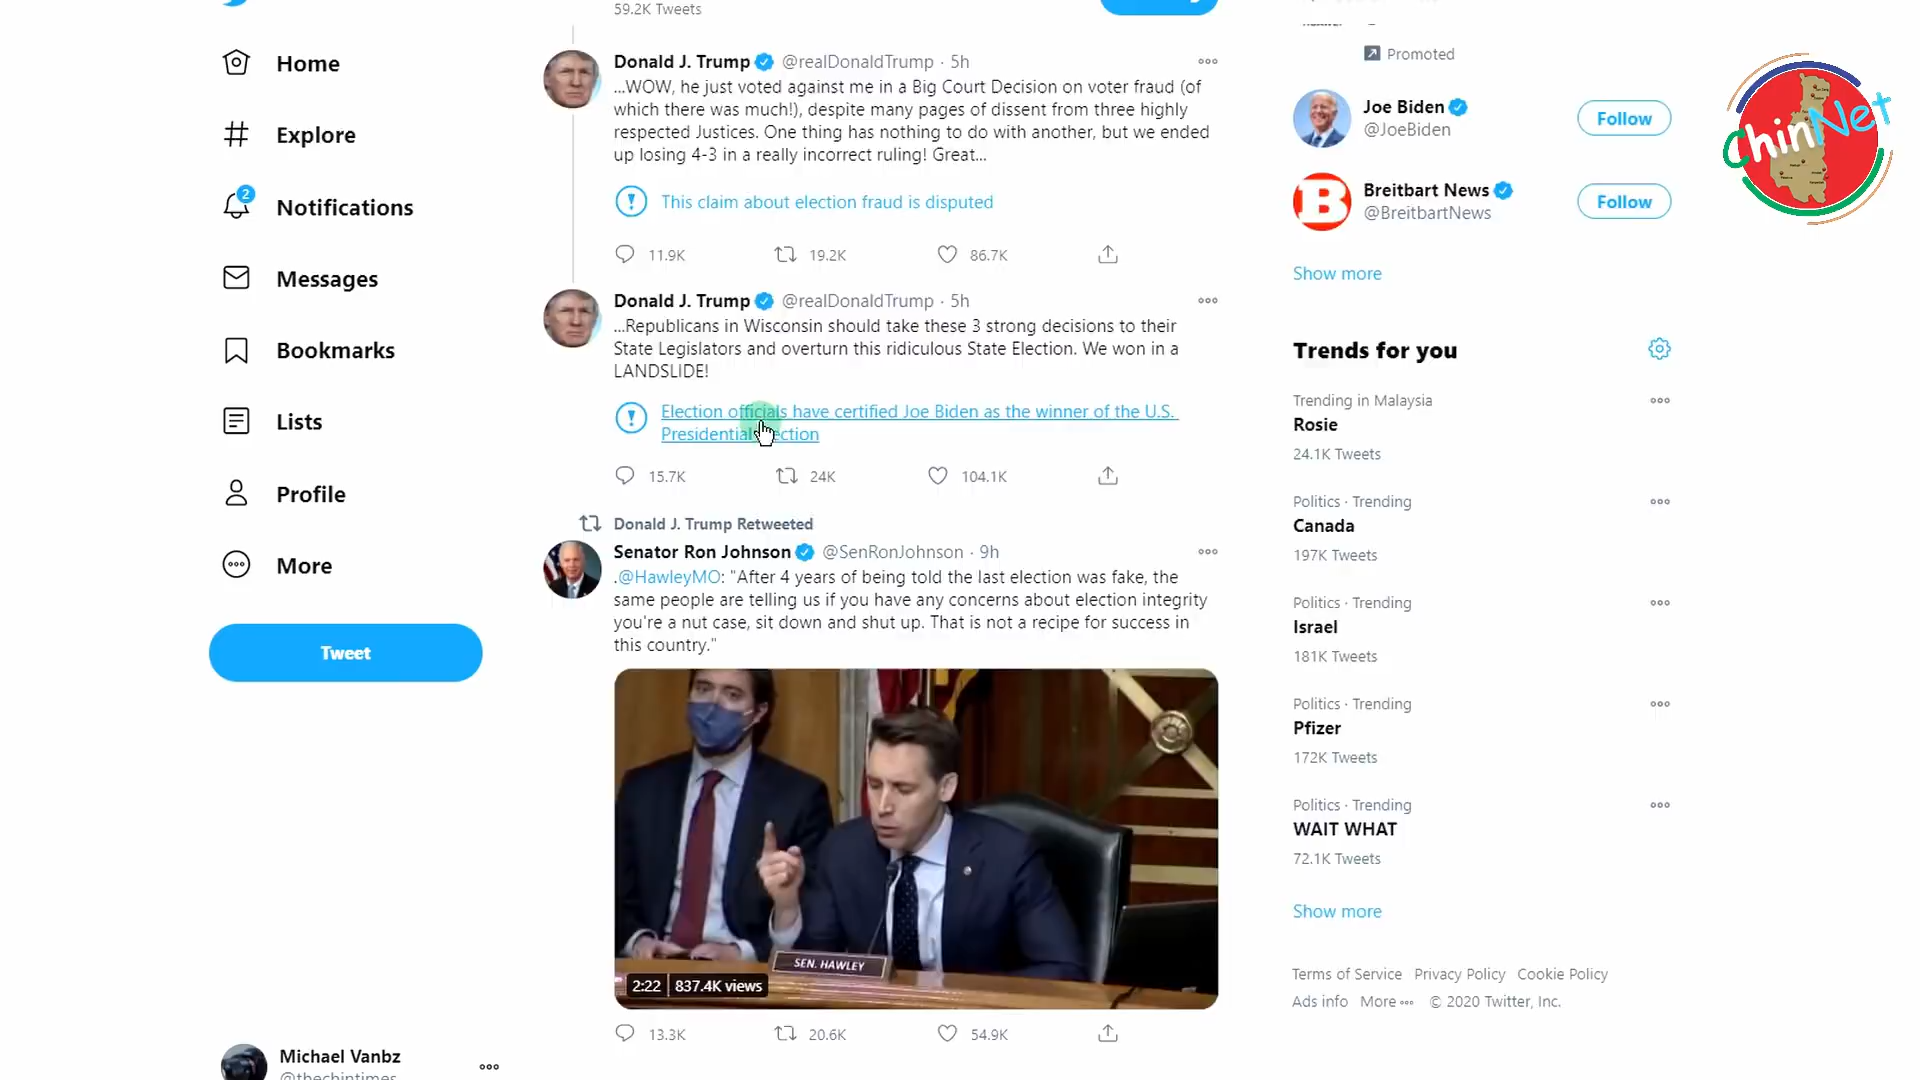 59.2K Tweets
Home
Explore
2
Notifications
Messages
Bookmarks
Lists
Profile
More
Tweet
Michael Vanbz
@thechintimes
Donald J. Trump @realDonaldTrump · 5h
...WOW, he just voted against me in a Big Court Decision on voter fraud (of
which there was much!), despite many pages of dissent from three highly
respected Justices. One thing has nothing to do with another, but we ended
up losing 4-3 in a really incorrect ruling! Great...
This claim about election fraud is disputed
11.9K 19.2K 86.7K
Donald J. Trump @realDonaldTrump · 5h
...Republicans in Wisconsin should take these 3 strong decisions to their
State Legislators and overturn this ridiculous State Election. We won in a
LANDSLIDE!
Election officials have certified Joe Biden as the winner of the U.S.
Presidential Election
15.7K 24K 104.1K
Donald J. Trump Retweeted
Senator Ron Johnson @SenRonJohnson · 9h
.@HawleyMO: "After 4 years of being told the last election was fake, the
same people are telling us if you have any concerns about election integrity
you're a nut case, sit down and shut up. That is not a recipe for success in
this country."
SEN. HAWLEY
2:22 837.4K views
13.3K 20.6K 54.9K
Promoted
Joe Biden
@JoeBiden
Follow
B
Breitbart News
@BreitbartNews
Follow
Show more
Trends for you
Trending in Malaysia
Rosie
24.1K Tweets
Politics · Trending
Canada
197K Tweets
Politics · Trending
Israel
181K Tweets
Politics · Trending
Pfizer
172K Tweets
Politics · Trending
WAIT WHAT
72.1K Tweets
Show more
Terms of Service Privacy Policy Cookie Policy
Ads info More © 2020 Twitter, Inc.
ChinNet